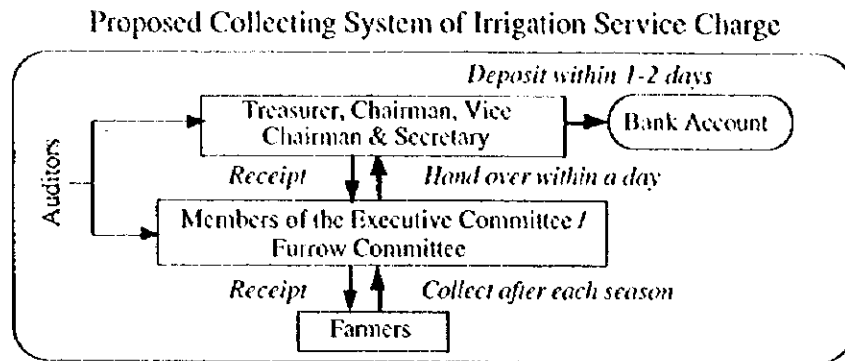 Proposed Collecting System of Irrigation Service Charge
Deposit within 1-2 days
Treasurer, Chairman, Vice
Chairman & Secretary
Bank Account
Auditors
Receipt
Hand over within a day
Members of the Executive Committee /
Furrow Committee
Receipt
Collect after each season
Farmers